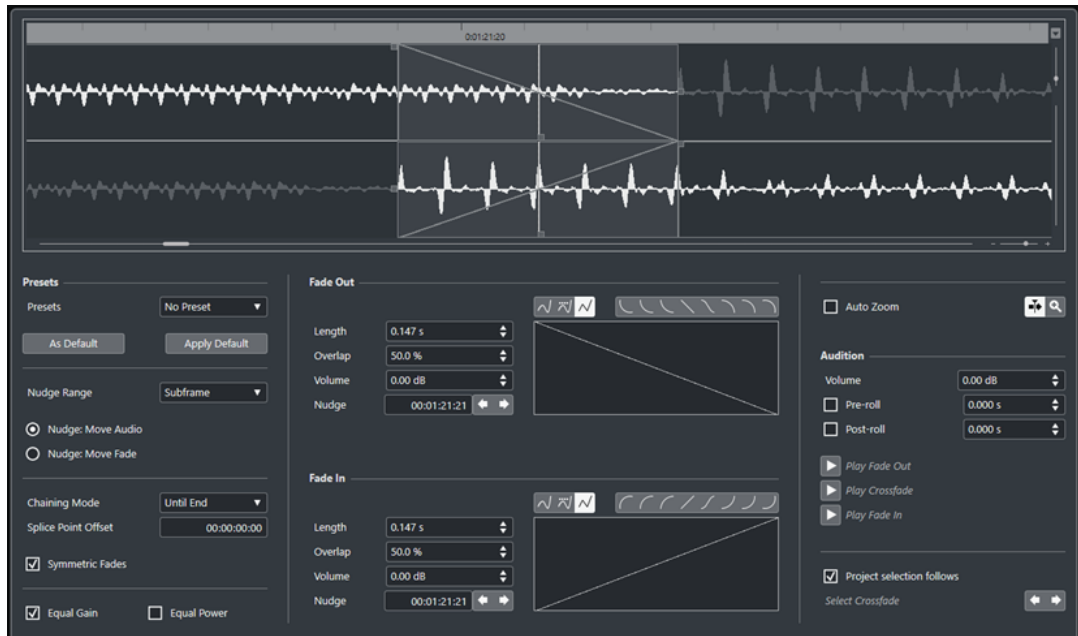 0:01:21:20
Presets
Presets
No Preset
As Default
Apply Default
Nudge Range
Subframe
Nudge: Move Audio
Nudge: Move Fade
Chaining Mode
Until End
Splice Point Offset
00:00:00:00
Symmetric Fades
Equal Gain
Equal Power
Fade Out
Length
0.147 s
Overlap
50.0 %
Volume
0.00 dB
Nudge
00:01:21:21
Fade In
Length
0.147 s
Overlap
50.0 %
Volume
0.00 dB
Nudge
00:01:21:21
Auto Zoom
Audition
Volume
0.00 dB
Pre-roll
0.000 s
Post-roll
0.000 s
Play Fade Out
Play Crossfade
Play Fade In
Project selection follows
Select Crossfade